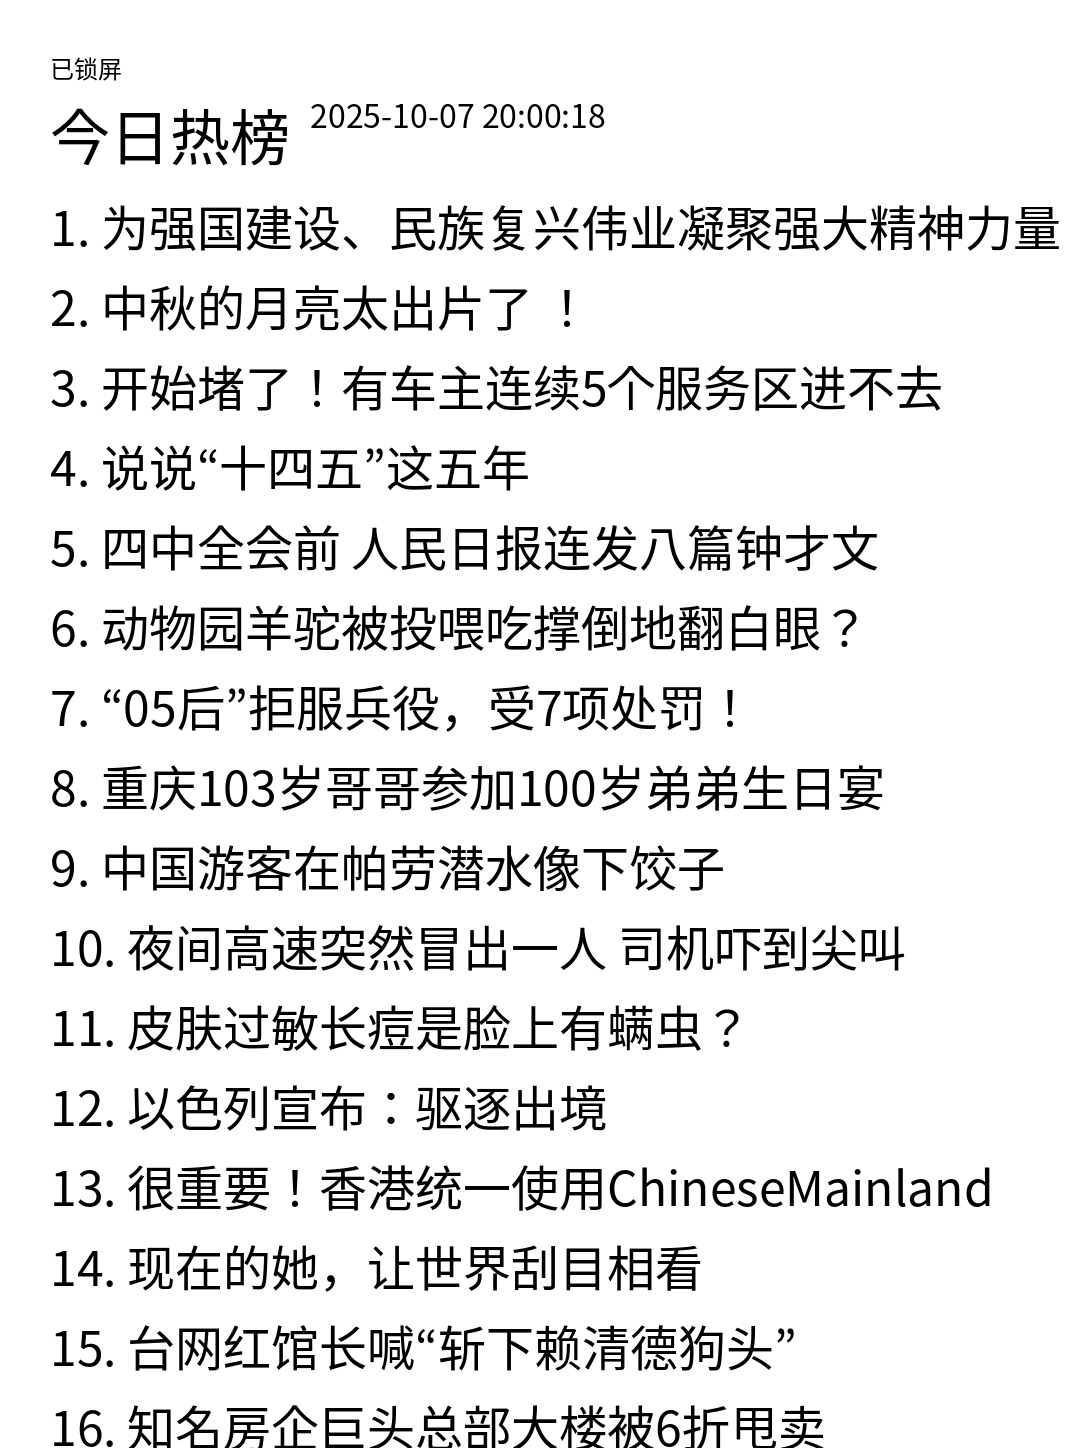 已锁屏
今日热榜 2025-10-07 20:00:18
1. 为强国建设、民族复兴伟业凝聚强大精神力量
2. 中秋的月亮太出片了 ！
3. 开始堵了！有车主连续5个服务区进不去
4. 说说“十四五”这五年
5. 四中全会前 人民日报连发八篇钟才文
6. 动物园羊驼被投喂吃撑倒地翻白眼？
7. “05后”拒服兵役，受7项处罚！
8. 重庆103岁哥哥参加100岁弟弟生日宴
9. 中国游客在帕劳潜水像下饺子
10. 夜间高速突然冒出一人 司机吓到尖叫
11. 皮肤过敏长痘是脸上有螨虫？
12. 以色列宣布：驱逐出境
13. 很重要！香港统一使用ChineseMainland
14. 现在的她，让世界刮目相看
15. 台网红馆长喊“斩下赖清德狗头”
16. 知名房企巨头总部大楼被6折甩卖